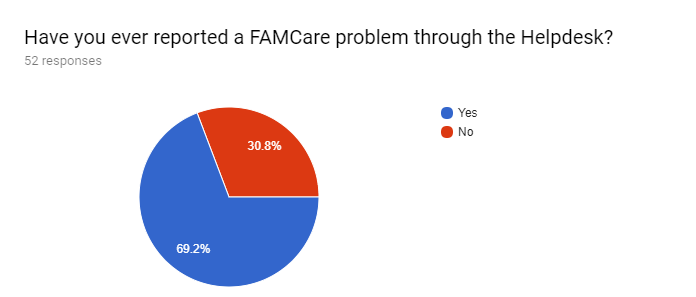 Have you ever reported a FAMCare problem through the Helpdesk?
52 responses
Yes
No
30.8%
69.2%